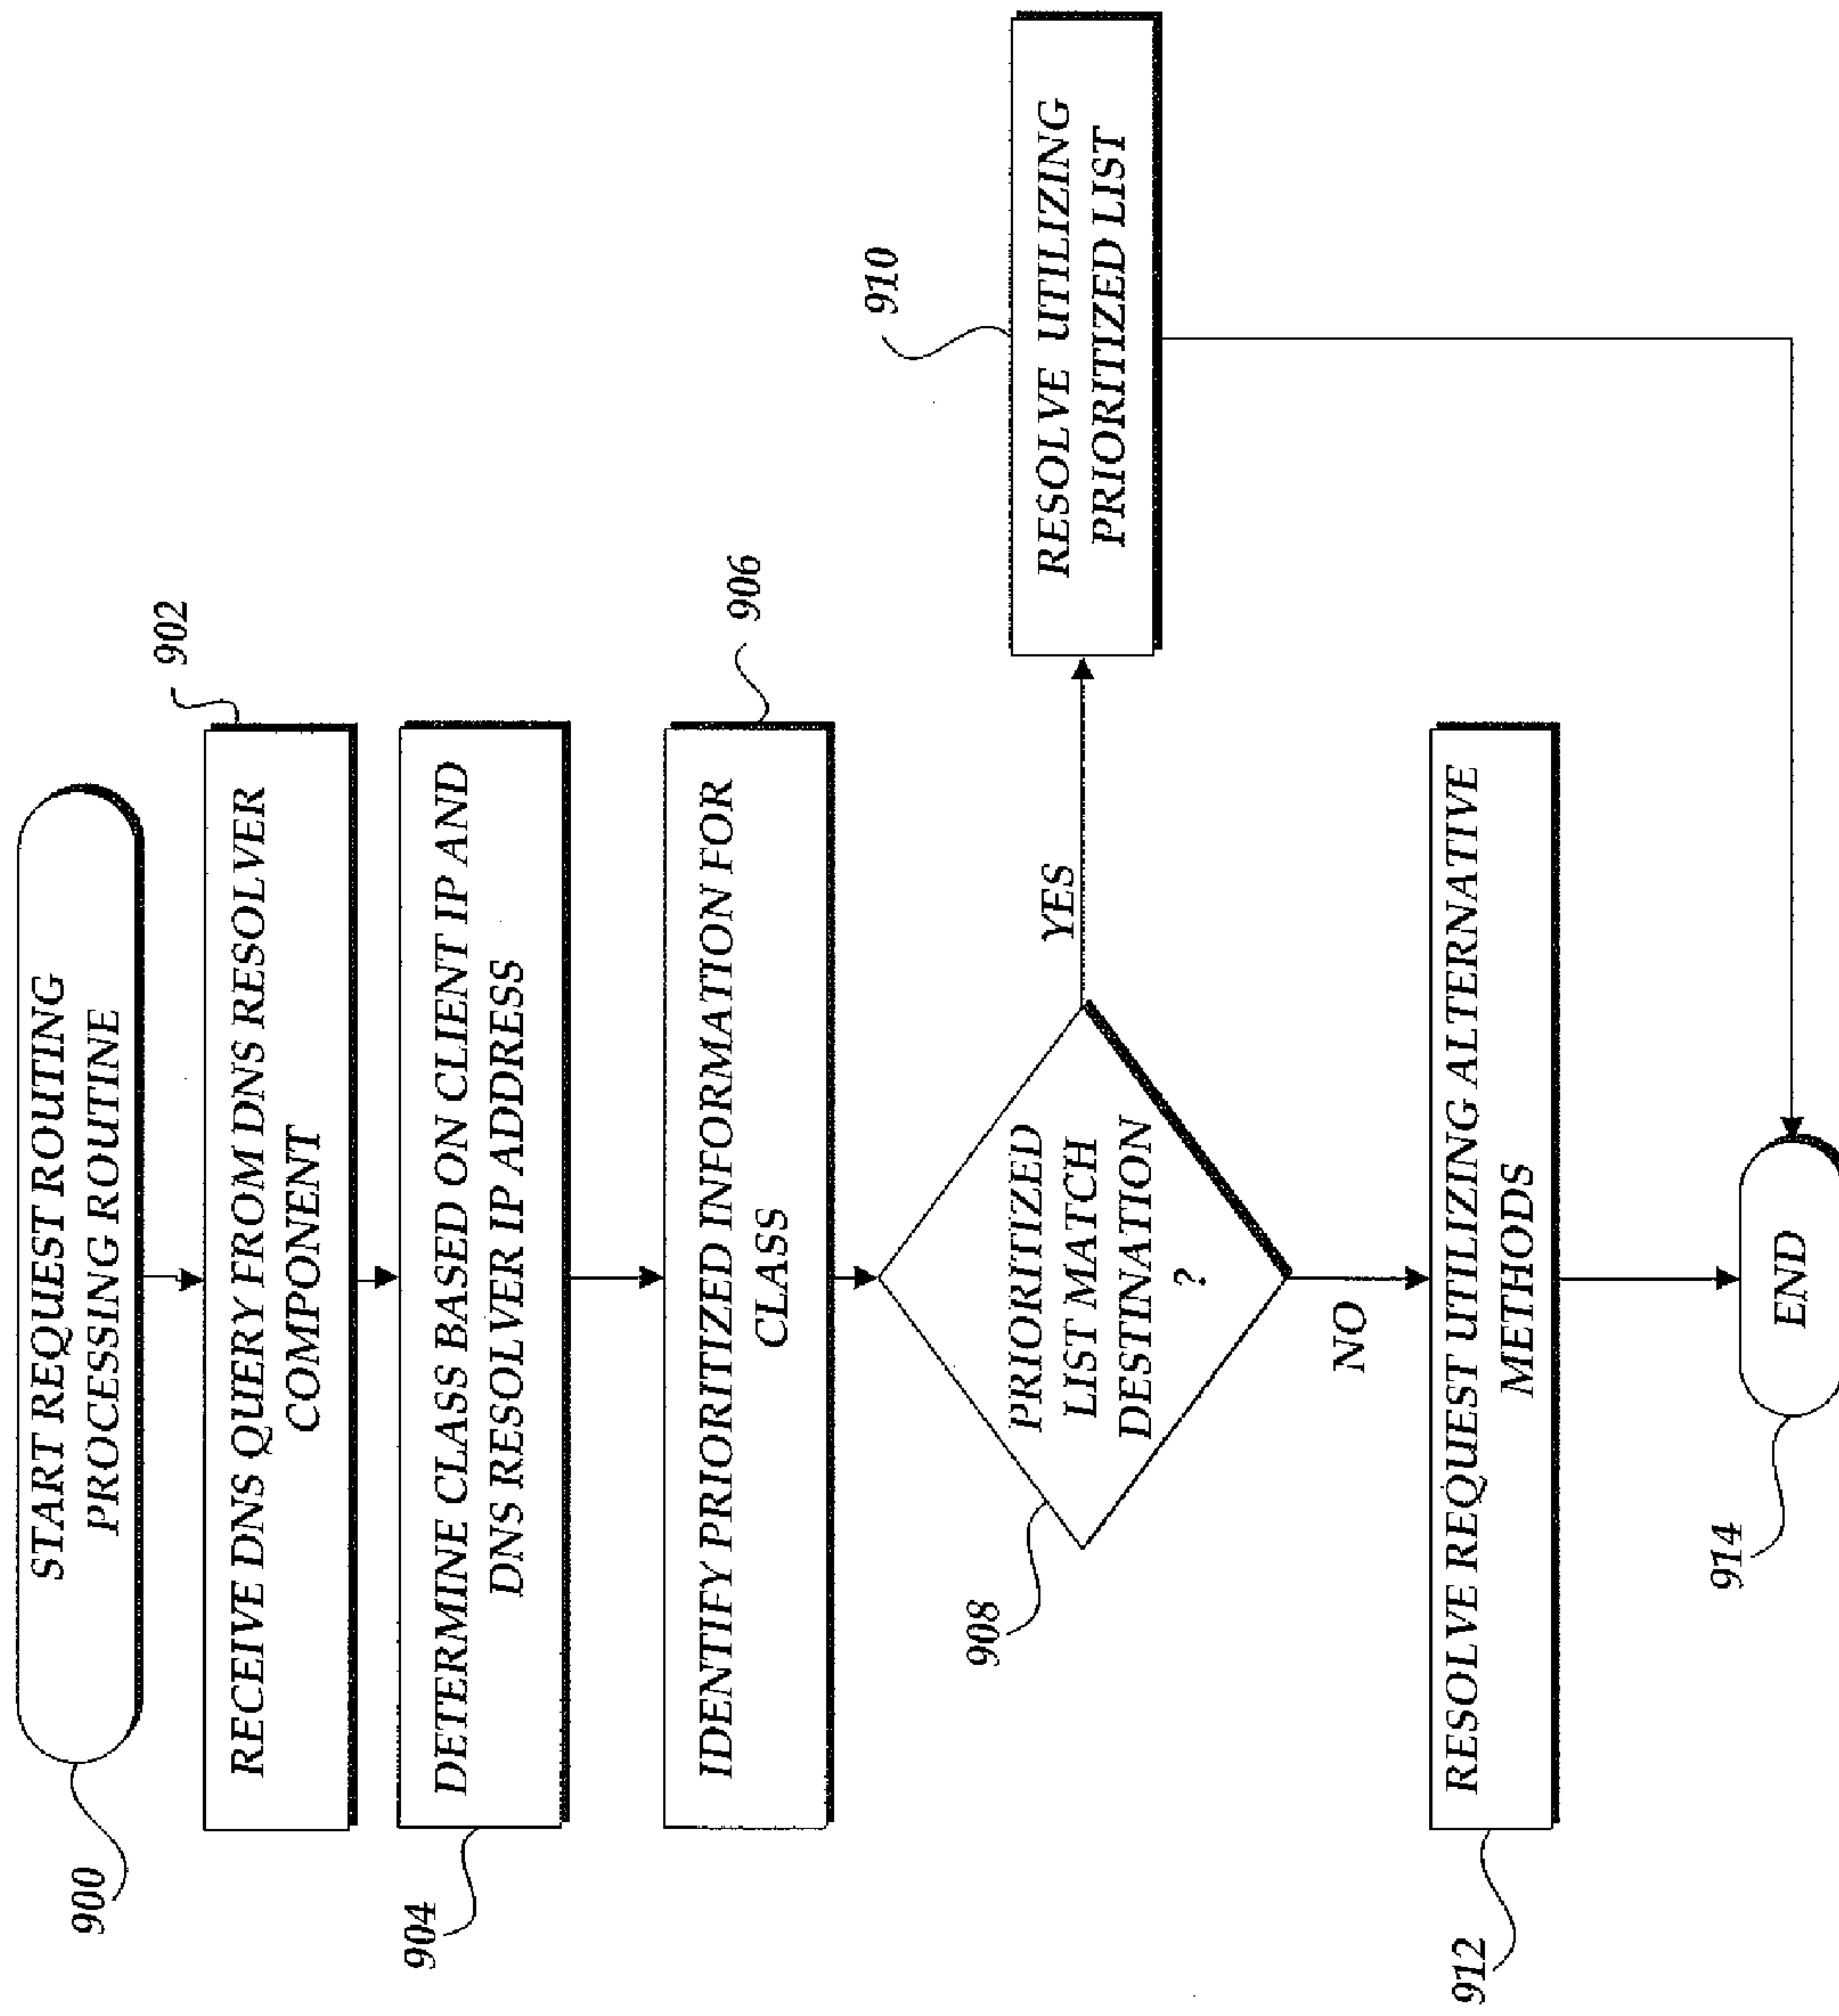 900
START REQUEST ROUTING
PROCESSING ROUTINE
902
RECEIVE DNS QUERY FROM DNS RESOLVER
COMPONENT
904
DETERMINE CLASS BASED ON CLIENT IP AND
DNS RESOLVER IP ADDRESS
906
IDENTIFY PRIORITIZED INFORMATION FOR
CLASS
908
PRIORITIZED
LIST MATCH
DESTINATION
?
YES
910
RESOLVE UTILIZING
PRIORITIZED LIST
NO
912
RESOLVE REQUEST UTILIZING ALTERNATIVE
METHODS
914
END